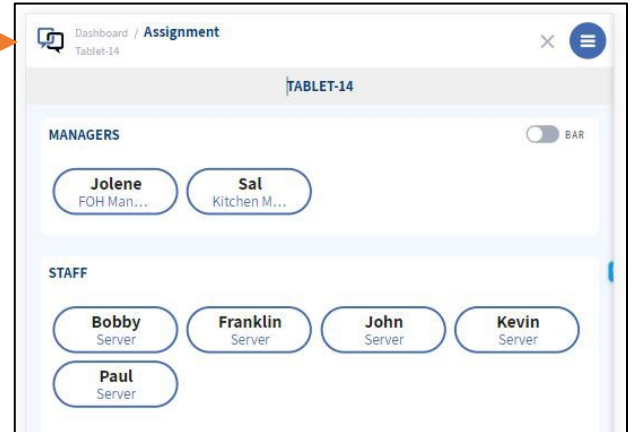 Dashboard / Assignment
Tablet-14
TABLET-14
MANAGERS
BAR
Jolene
FOH Man...
Sal
Kitchen M...
STAFF
Bobby
Server
Franklin
Server
John
Server
Kevin
Server
Paul
Server